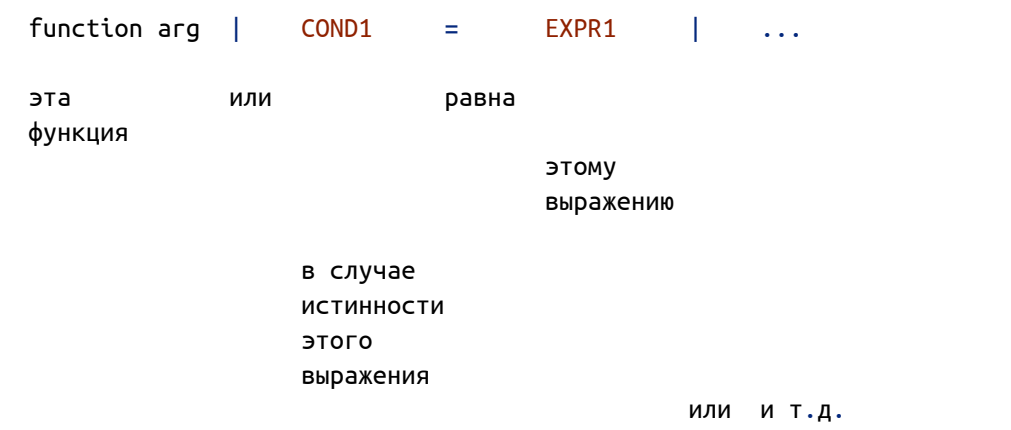 function arg | COND1 = EXPR1 | ...
эта или равна
функция
этому
выражению
в случае
истинности
этого
выражения
или и т.д.